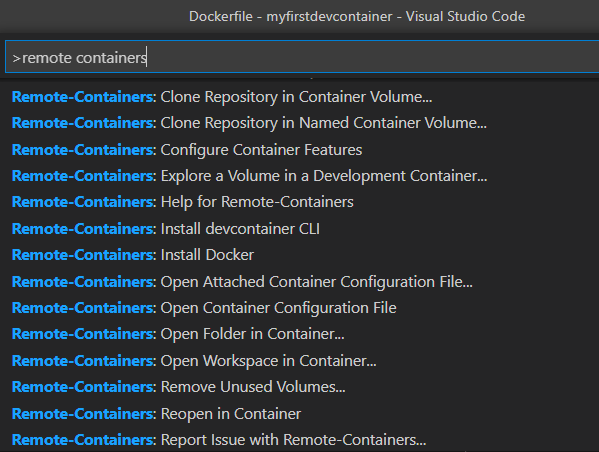 Dockerfile - myfirstdevcontainer - Visual Studio Code
>remote containers
Remote-Containers: Clone Repository in Container Volume...
Remote-Containers: Clone Repository in Named Container Volume...
Remote-Containers: Configure Container Features
Remote-Containers: Explore a Volume in a Development Container...
Remote-Containers: Help for Remote-Containers
Remote-Containers: Install devcontainer CLI
Remote-Containers: Install Docker
Remote-Containers: Open Attached Container Configuration File...
Remote-Containers: Open Container Configuration File
Remote-Containers: Open Folder in Container...
Remote-Containers: Open Workspace in Container...
Remote-Containers: Remove Unused Volumes...
Remote-Containers: Reopen in Container
Remote-Containers: Report Issue with Remote-Containers...